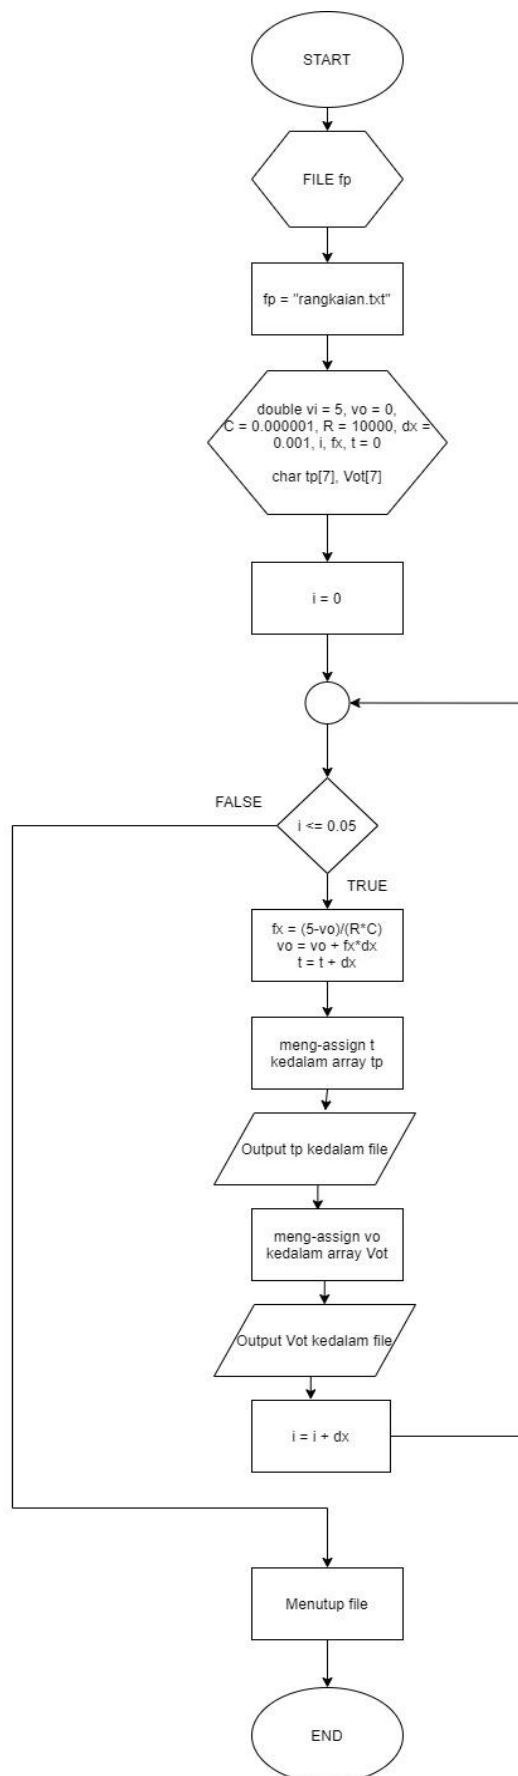 START
FILE fp
fp = "rangkaian.txt"
double vi = 5, vo = 0,
C = 0.000001, R = 10000, dx =
0.001, i, fx, t = 0
char tp[7], Vot[7]
i = 0
FALSE
i <= 0.05
TRUE
fx = (5-vo)/(R*C)
vo = vo + fx*dx
t = t + dx
meng-assign t
kedalam array tp
Output tp kedalam file
meng-assign vo
kedalam array Vot
Output Vot kedalam file
i = i + dx
Menutup file
END